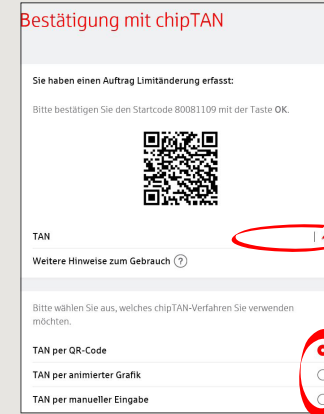 Bestätigung mit chipTAN
Sie haben einen Auftrag Limitänderung erfasst:
Bitte bestätigen Sie den Startcode 80081109 mit der Taste OK.
TAN
Weitere Hinweise zum Gebrauch ?
Bitte wählen Sie aus, welches chipTAN-Verfahren Sie verwenden
möchten.
TAN per QR-Code
TAN per animierter Grafik
TAN per manueller Eingabe